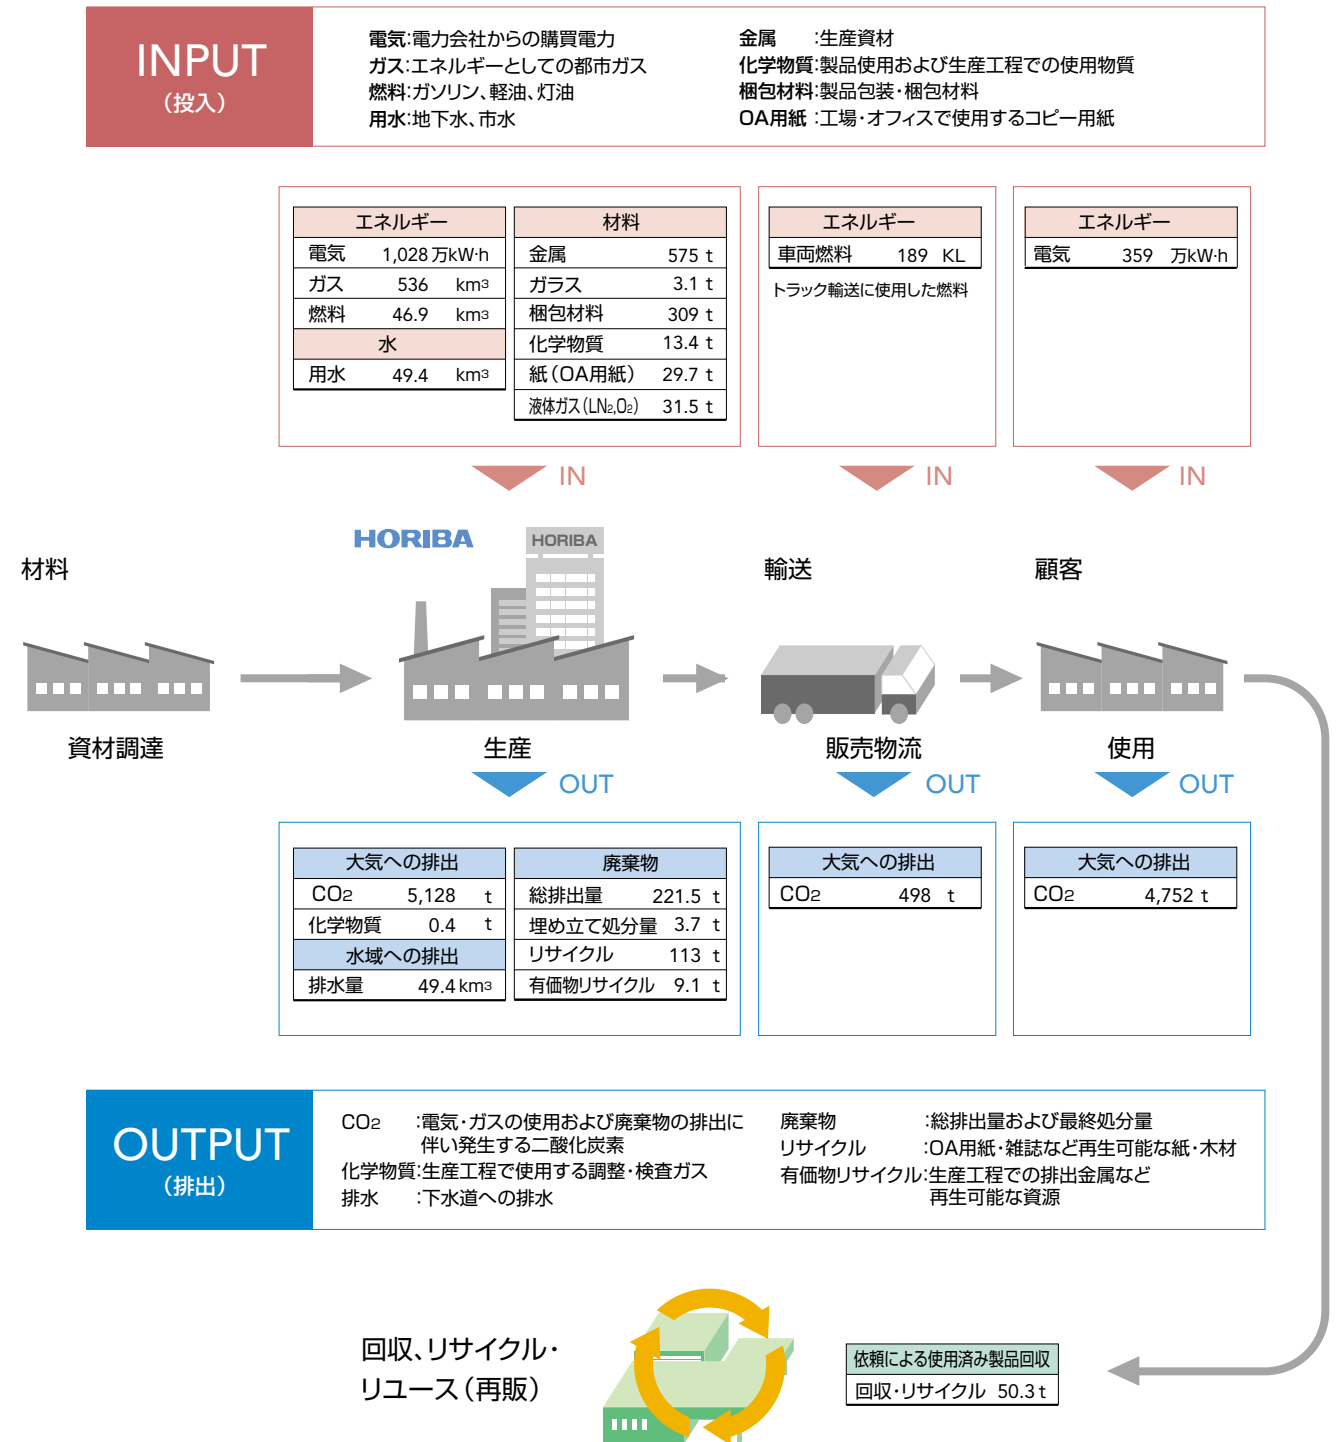 INPUT
（投入）
電気:電力会社からの購買電力
ガス:エネルギーとしての都市ガス
燃料:ガソリン、軽油、灯油
用水:地下水、市水
金属　:生産資材
化学物質:製品使用および生産工程での使用物質
梱包材料:製品包装・梱包材料
OA用紙:工場・オフィスで使用するコピー用紙
エネルギー
電気 1,028 万kW·h
ガス 536 km3
燃料 46.9 km3
水
用水 49.4 km3
材料
金属 575 t
ガラス 3.1 t
梱包材料 309 t
化学物質 13.4 t
紙（OA用紙） 29.7 t
液体ガス（LN2,O2） 31.5 t
エネルギー
車両燃料 189 KL
トラック輸送に使用した燃料
エネルギー
電気 359 万kW·h
IN
IN
IN
HORIBA
HORIBA
材料
輸送
顧客
資材調達
生産
販売物流
使用
OUT
OUT
OUT
大気への排出
CO2 5,128 t
化学物質 0.4 t
水域への排出
排水量 49.4 km3
廃棄物
総排出量 221.5 t
埋め立て処分量 3.7 t
リサイクル 113 t
有価物リサイクル 9.1 t
大気への排出
CO2 498 t
大気への排出
CO2 4,752 t
OUTPUT
（排出）
CO2　:電気・ガスの使用および廃棄物の排出に
伴い発生する二酸化炭素
化学物質:生産工程で使用する調整・検査ガス
排水　:下水道への排水
廃棄物　:総排出量および最終処分量
リサイクル　:OA用紙・雑誌など再生可能な紙・木材
有価物リサイクル:生産工程での排出金属など
再生可能な資源
回収、リサイクル・
リユース（再販）
依頼による使用済み製品回収
回収・リサイクル 50.3 t